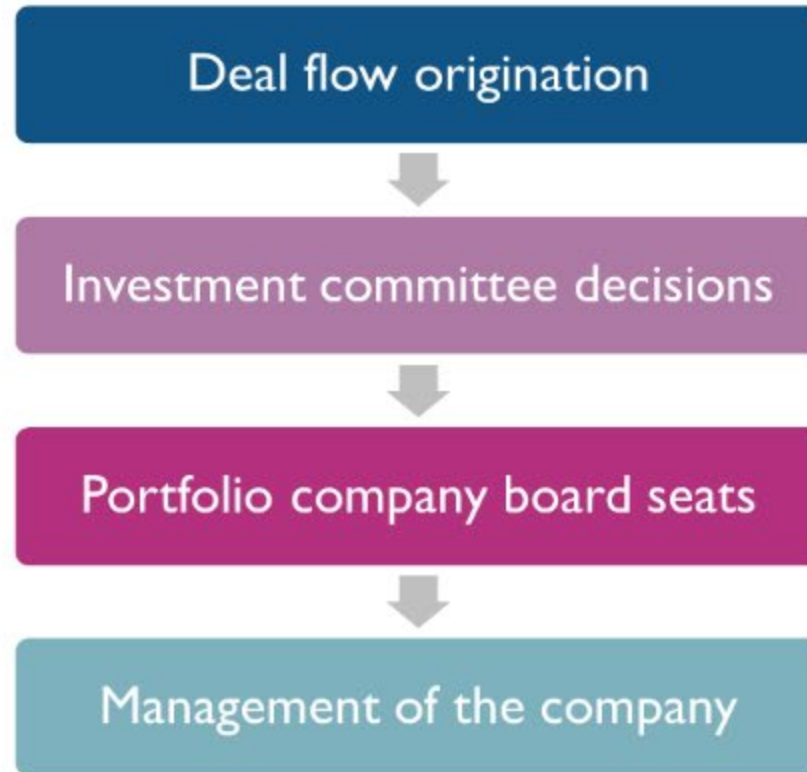 Deal flow origination
Investment committee decisions
Portfolio company board seats
Management of the company